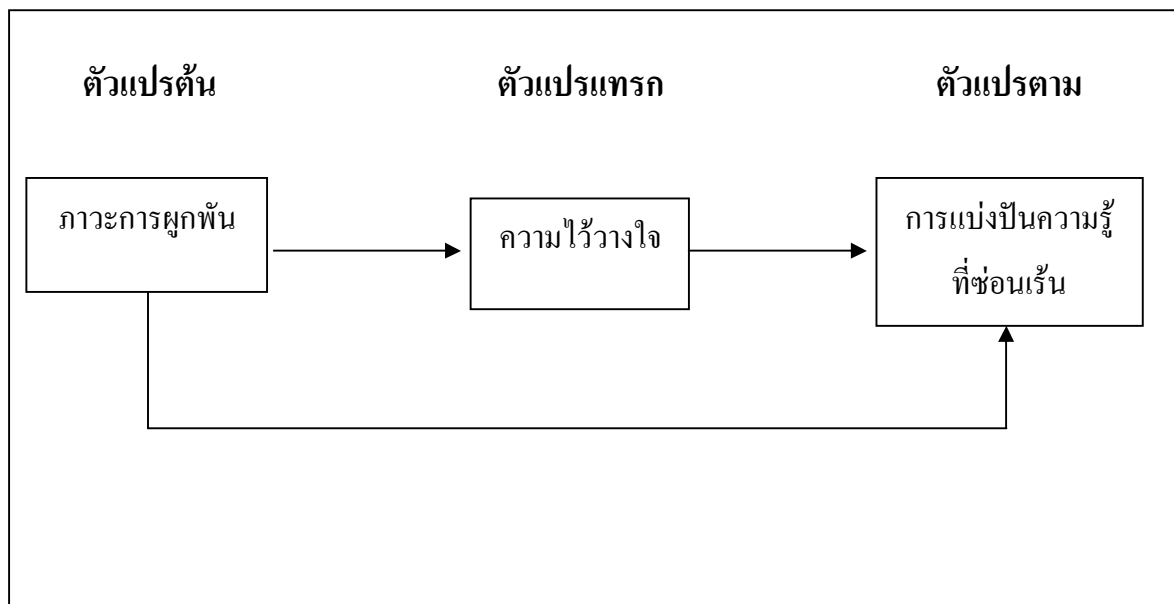 ตัวแปรต้น
ตัวแปรแทรก
ตัวแปรตาม
ภาวะการผูกพัน
ความไว้วางใจ
การแบ่งปันความรู้
ที่ซ่อนเร้น